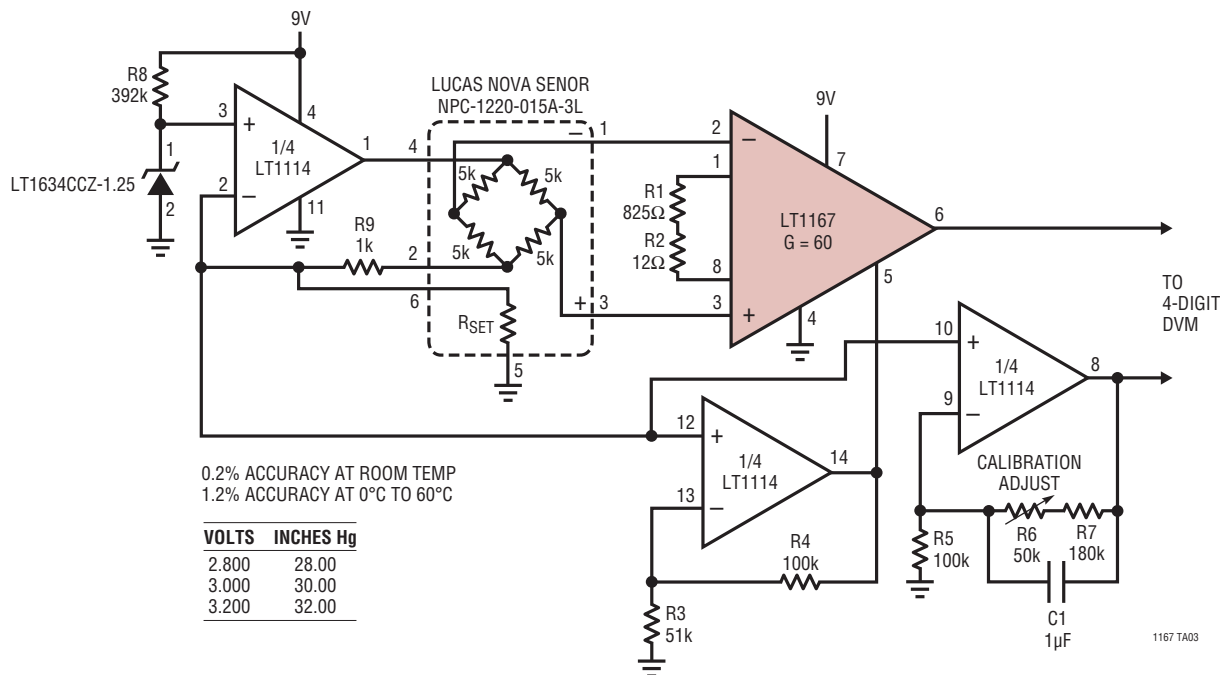 9V
R8
392k
3
+
4
1/4
LT1114
1
1
LT1634CCZ-1.25
2
2
−
11
R9
1k
LUCAS NOVA SENOR
NPC-1220-015A-3L
4
−
1
5k
5k
5k
5k
2
6
+
3
RSET
5
9V
2
−
1
7
R1
825Ω
R2
12Ω
LT1167
G = 60
6
8
5
3
+
4
TO
4-DIGIT
DVM
10
+
1/4
LT1114
8
9
−
12
+
1/4
LT1114
14
13
−
CALIBRATION
ADJUST
R4
100k
R5
100k
R6
50k
R7
180k
R3
51k
C1
1µF
0.2% ACCURACY AT ROOM TEMP
1.2% ACCURACY AT 0°C TO 60°C
VOLTS INCHES Hg
2.800 28.00
3.000 30.00
3.200 32.00
1167 TA03